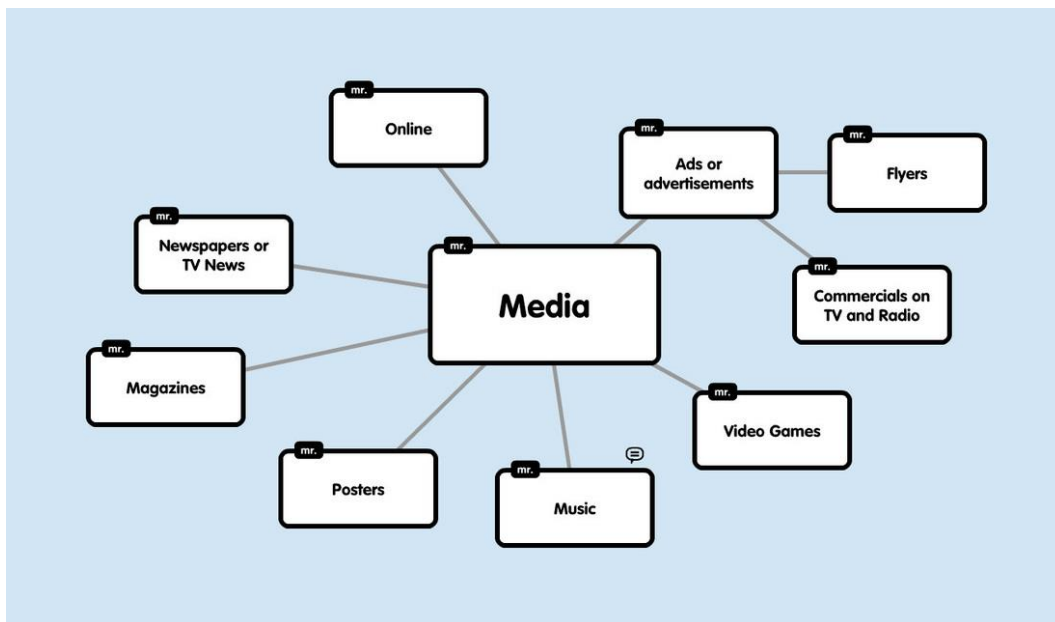 mr.
Online
mr.
Ads or
advertisements
mr.
Flyers
mr.
Newspapers or
TV News
mr.
Media
mr.
Commercials on
TV and Radio
mr.
Magazines
mr.
Video Games
mr.
Posters
mr.
Music